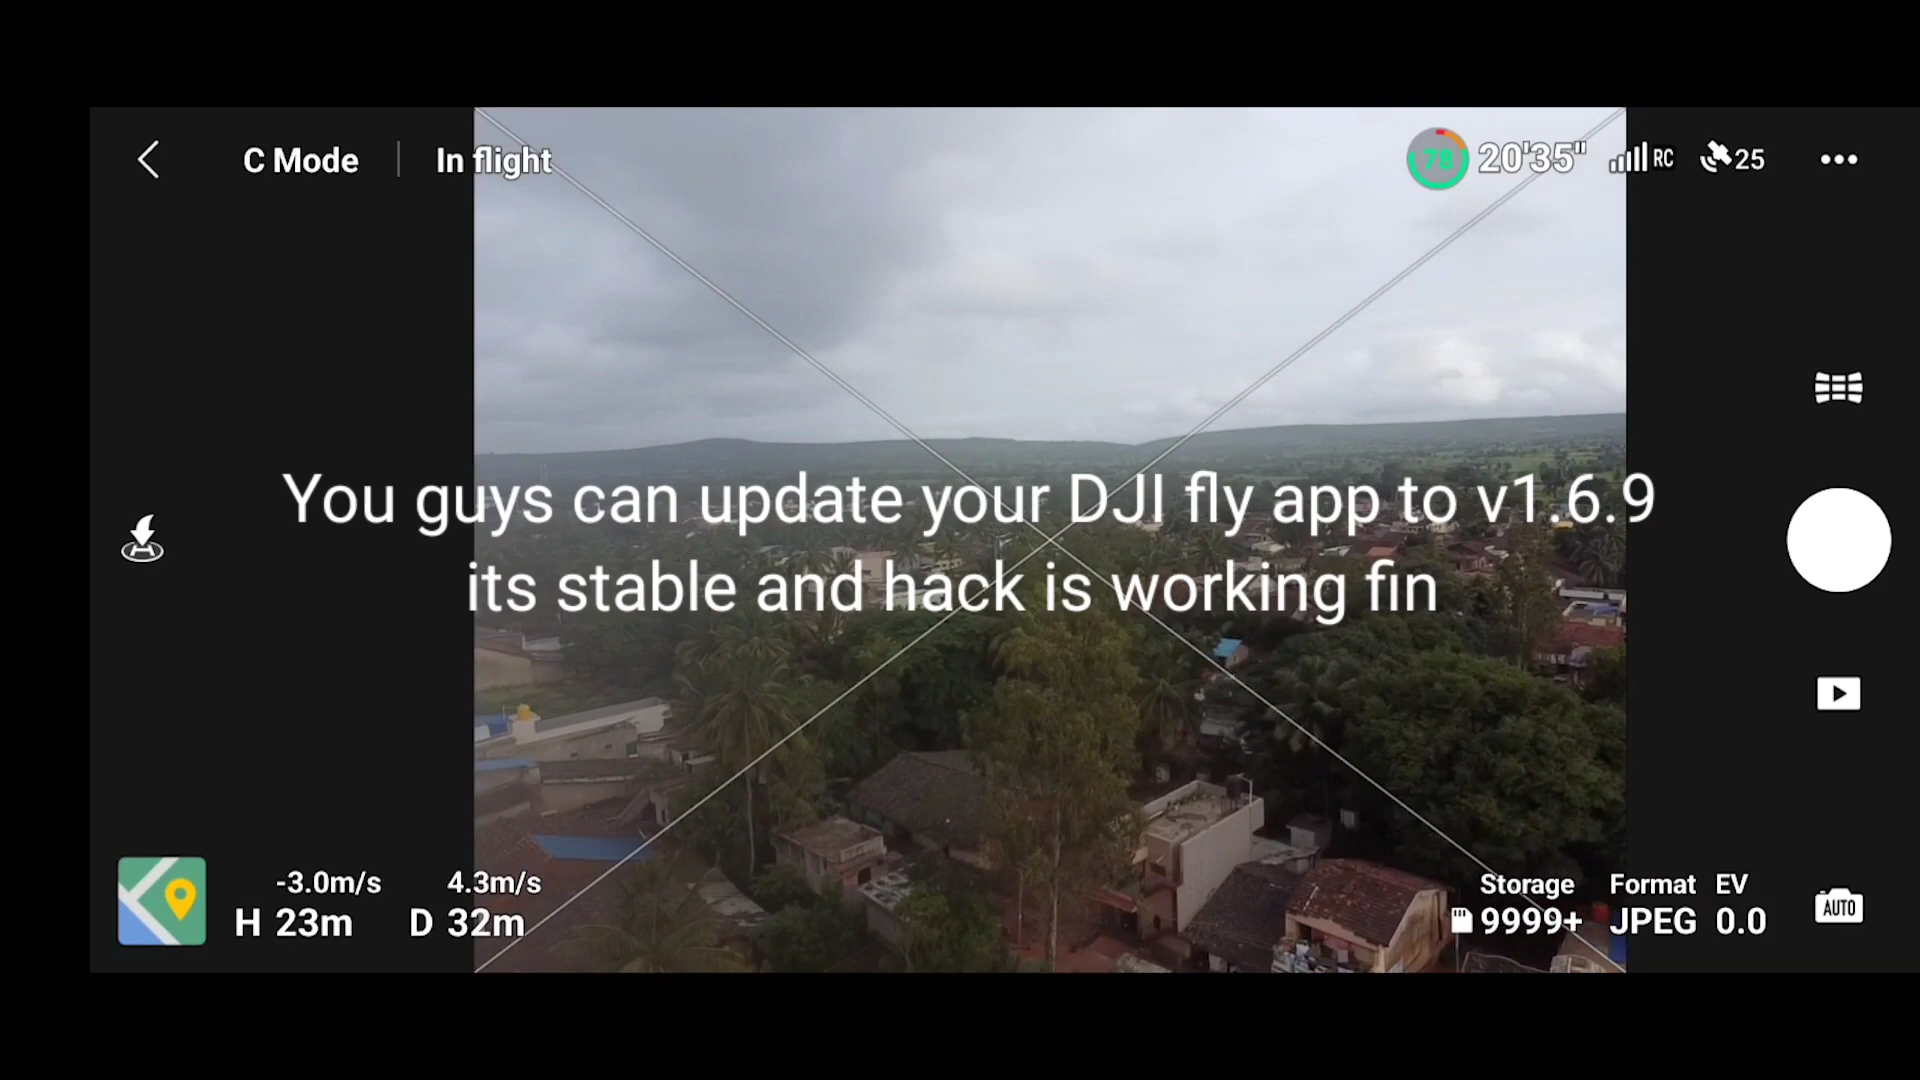 C Mode | In flight
78 20'35" RC 25
You guys can update your DJI fly app to v1.6.9
its stable and hack is working fin
-3.0m/s 4.3m/s
H 23m D 32m
Storage Format EV
9999+ JPEG 0.0
AUTO